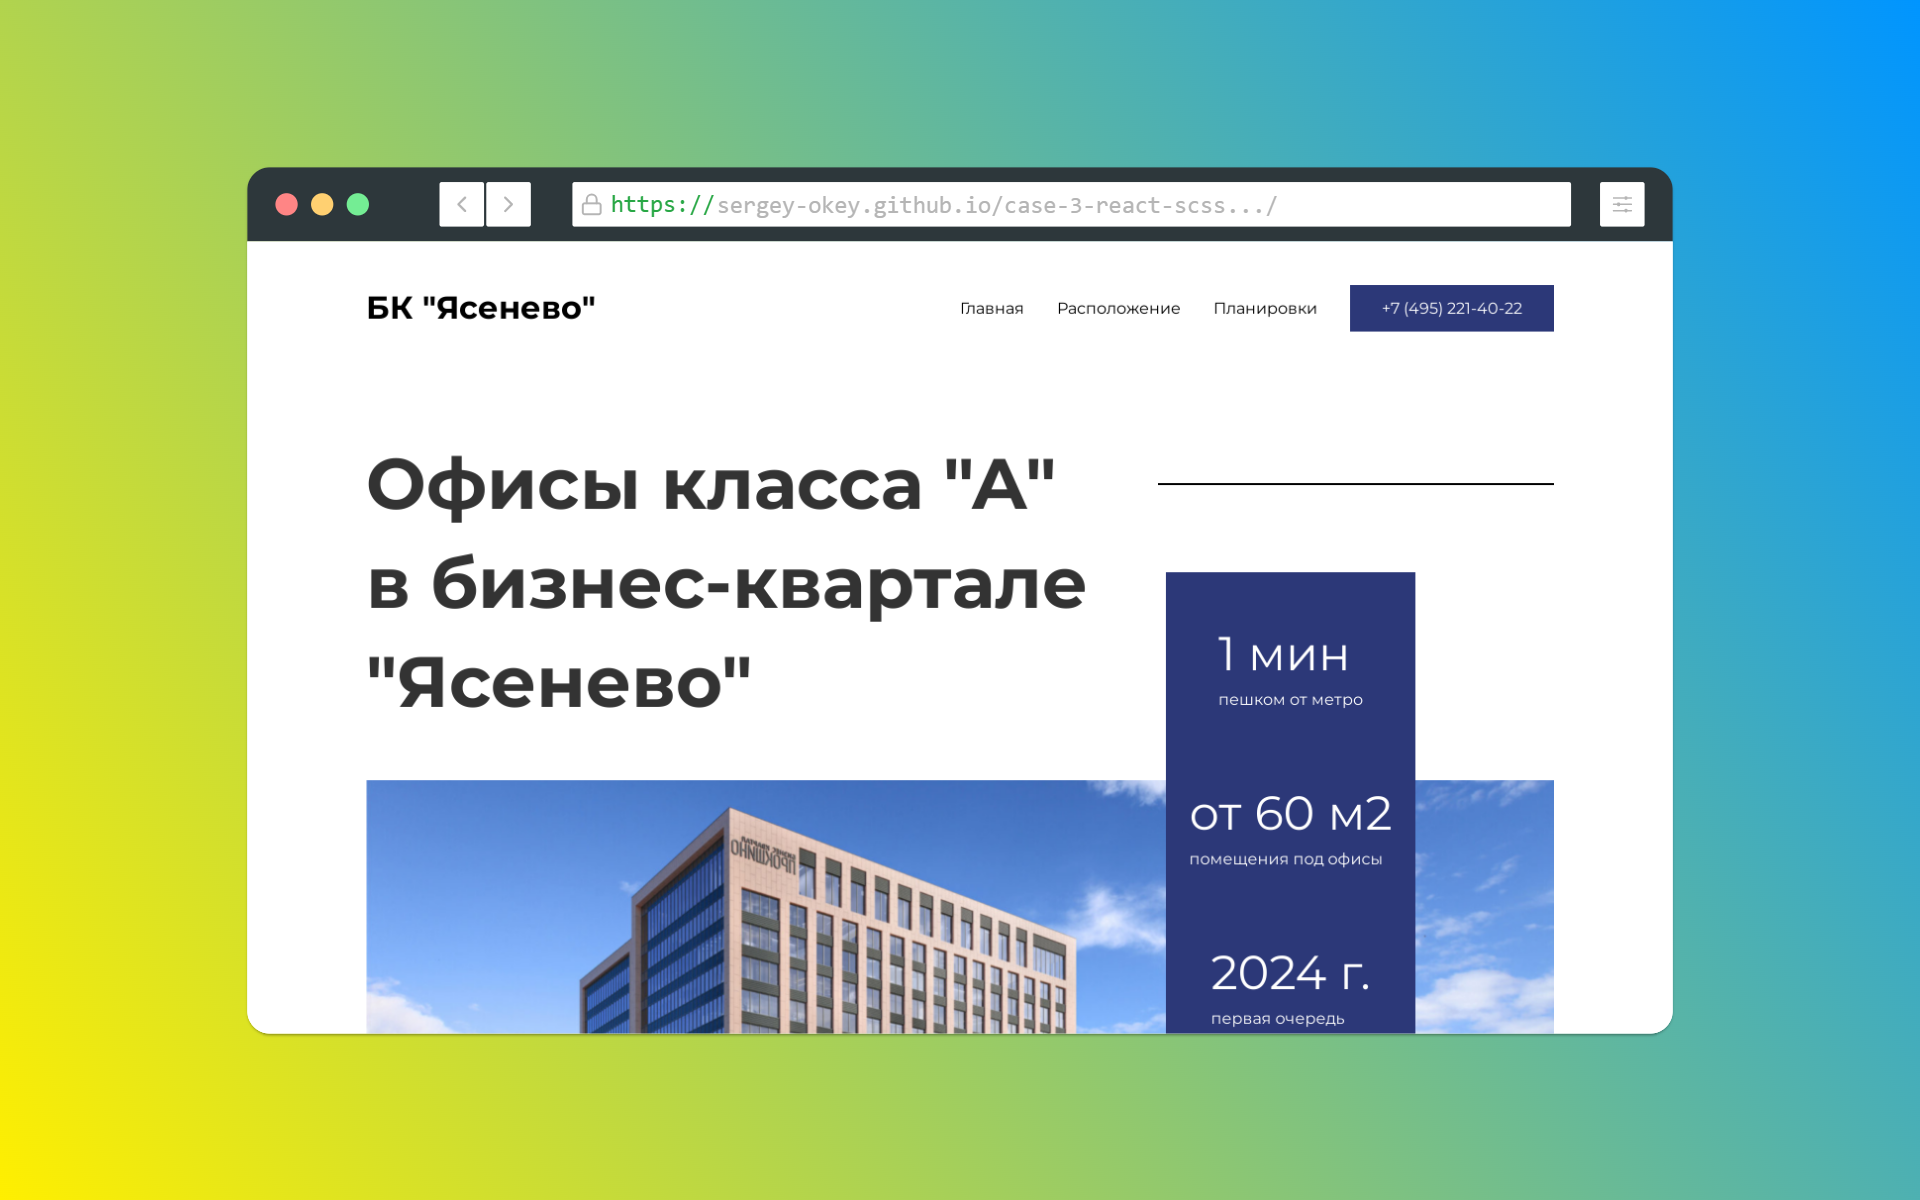 https://sergey-okey.github.io/case-3-react-scss.../
БК "Ясенево"
Главная
Расположение
Планировки
+7 (495) 221-40-22
Офисы класса "А"
в бизнес-квартале
"Ясенево"
1 мин
пешком от метро
от 60 м2
помещения под офисы
2024 г.
первая очередь